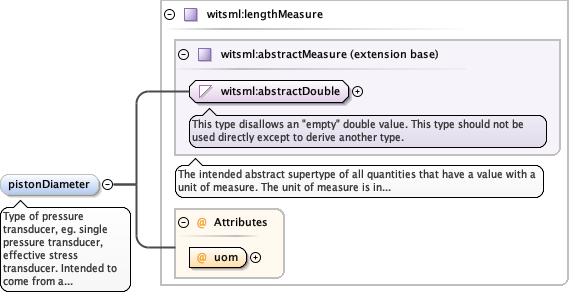 witsml:lengthMeasure
witsml:abstractMeasure (extension base)
witsml:abstractDouble
This type disallows an "empty" double value. This type should not be
used directly except to derive another type.
The intended abstract supertype of all quantities that have a value with a
unit of measure. The unit of measure is in...
pistonDiameter
Type of pressure
transducer, eg. single
pressure transducer,
effective stress
transducer. Intended to
come from a...
@ Attributes
@ uom